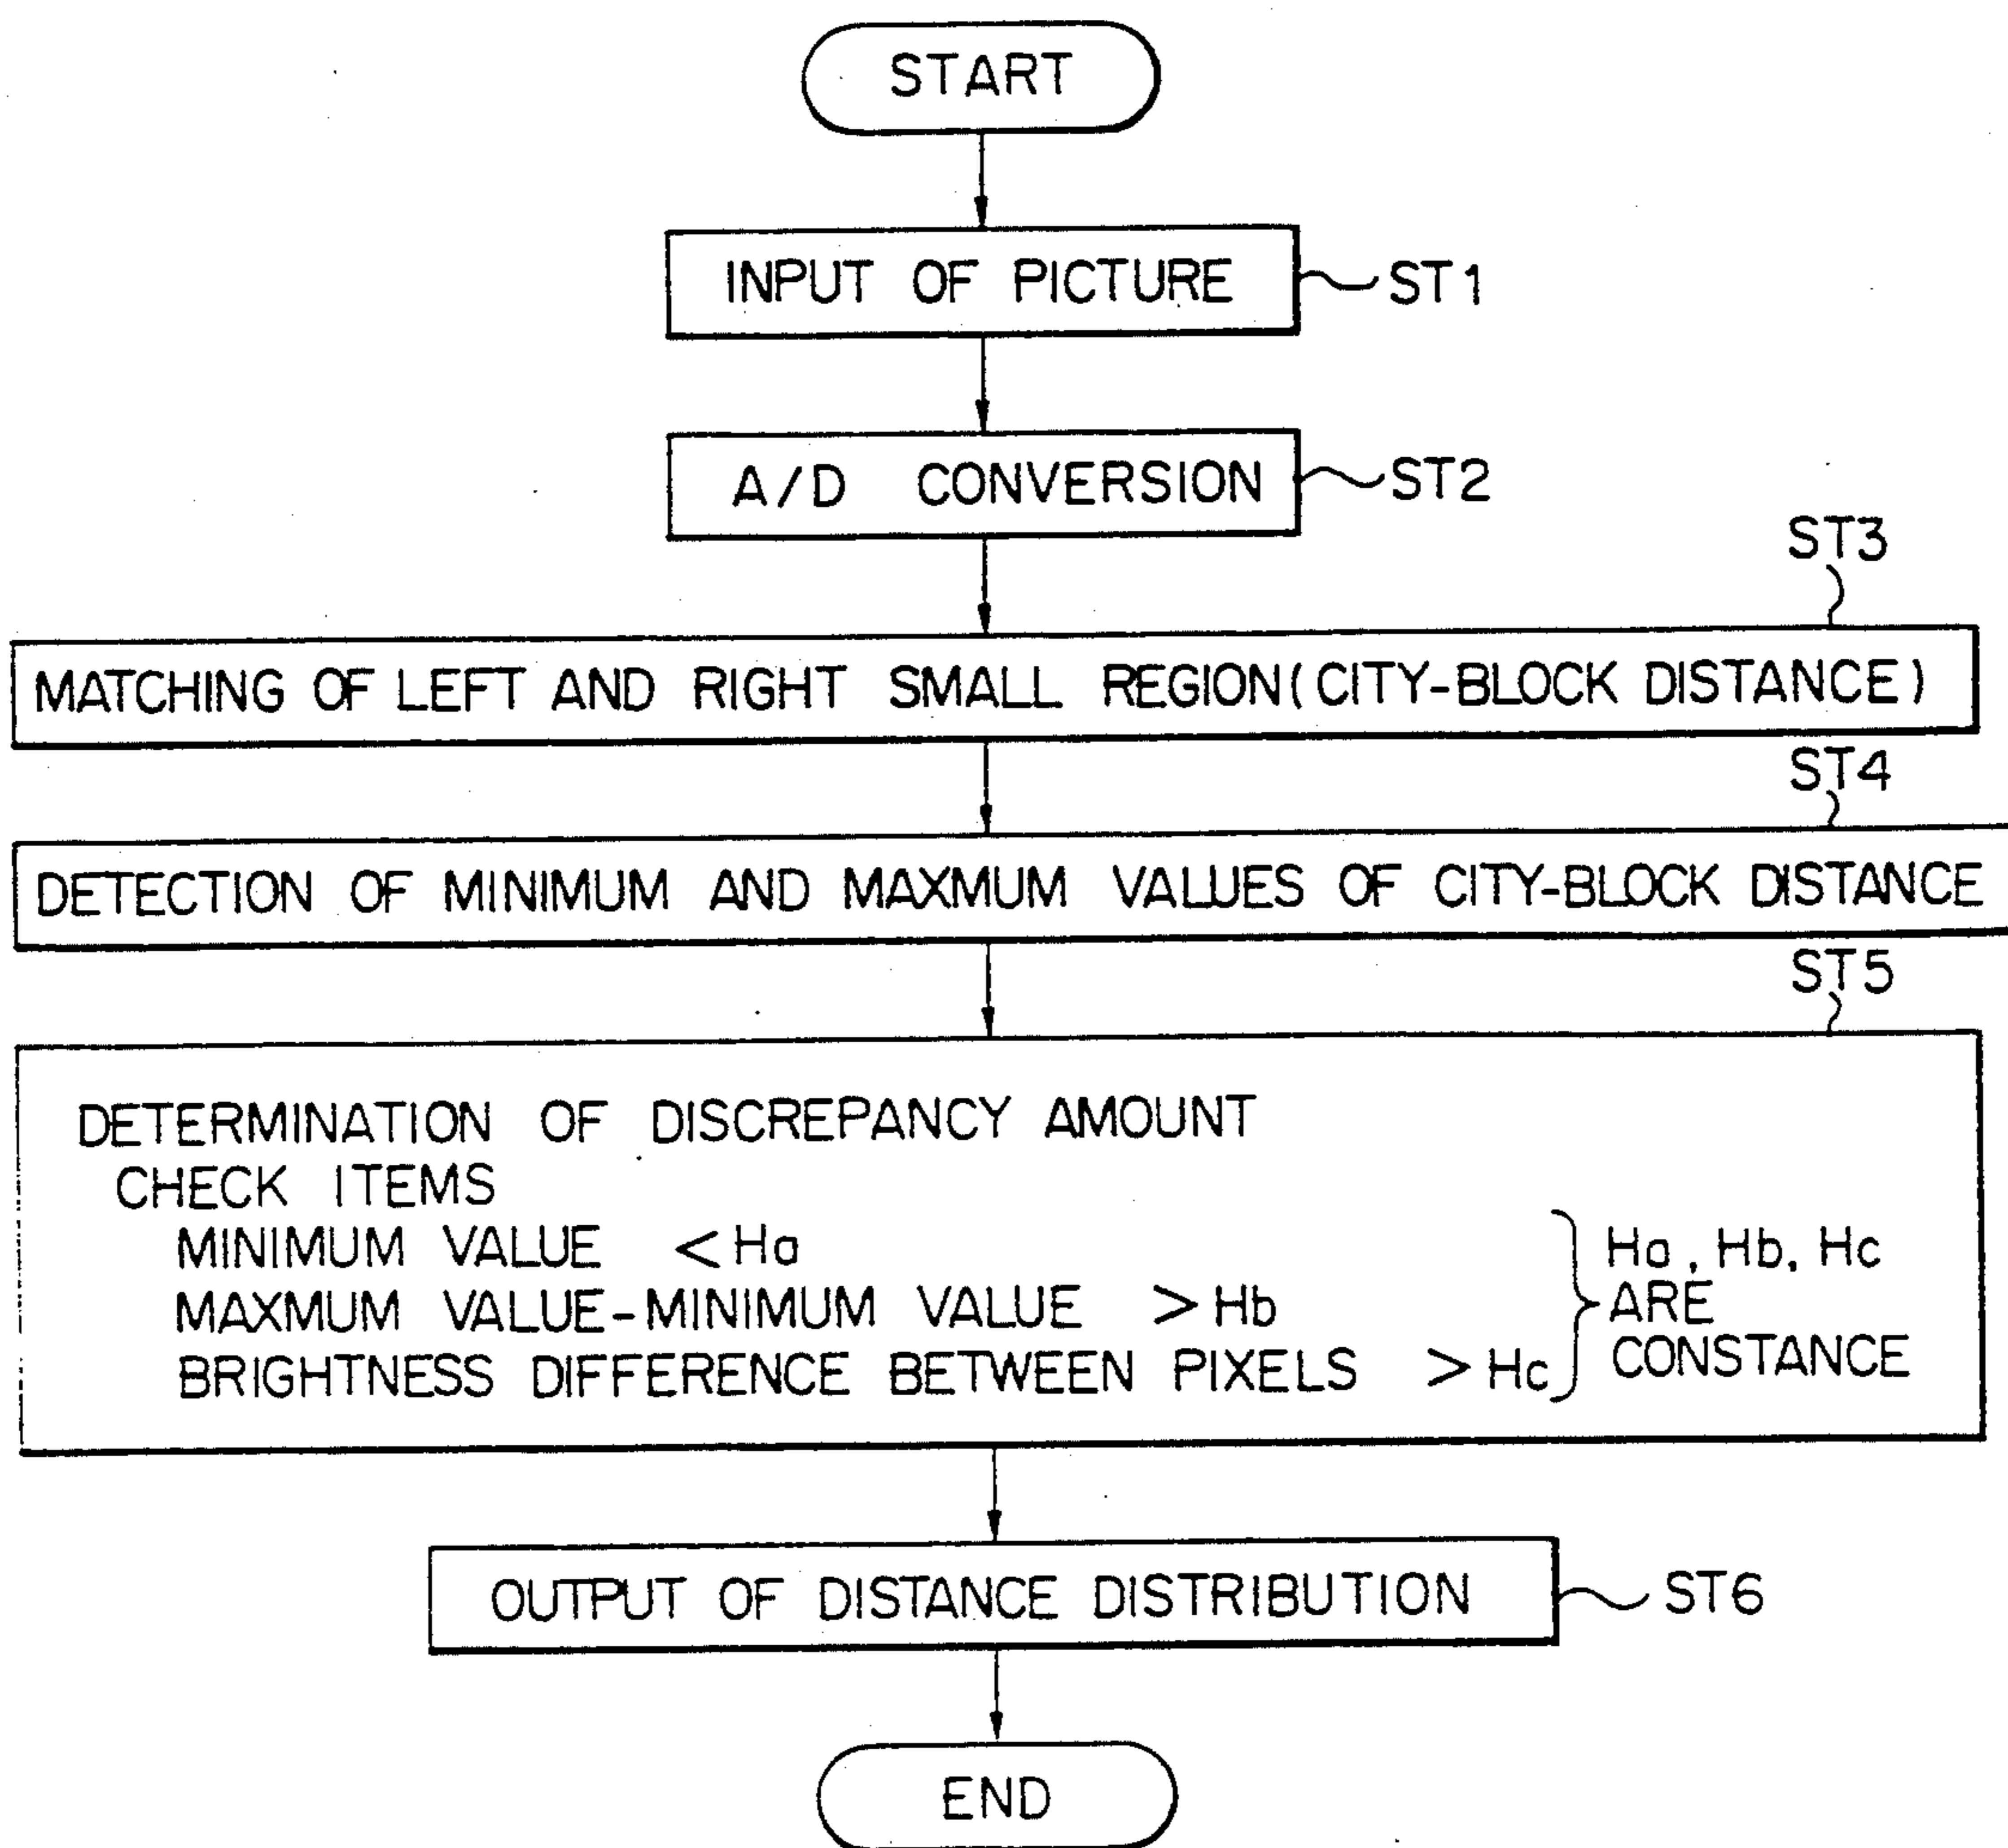 START
INPUT OF PICTURE
ST1
A/D CONVERSION
ST2
ST3
MATCHING OF LEFT AND RIGHT SMALL REGION(CITY-BLOCK DISTANCE)
ST4
DETECTION OF MINIMUM AND MAXMUM VALUES OF CITY-BLOCK DISTANCE
ST5
DETERMINATION OF DISCREPANCY AMOUNT
CHECK ITEMS
MINIMUM VALUE <Ha
MAXMUM VALUE-MINIMUM VALUE >Hb
BRIGHTNESS DIFFERENCE BETWEEN PIXELS >Hc
Ha, Hb, Hc
ARE
CONSTANCE
OUTPUT OF DISTANCE DISTRIBUTION
ST6
END